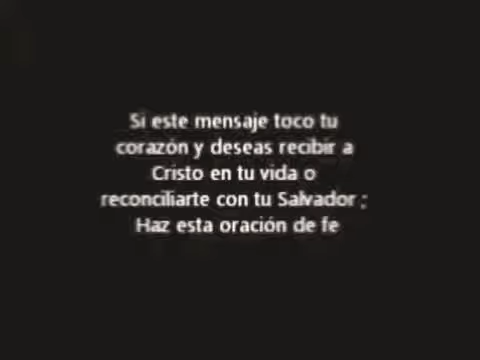 Si este mensaje toco tu
corazón y deseas recibir a
Cristo en tu vida o
reconciliarte con tu Salvador ;
Haz esta oración de fe